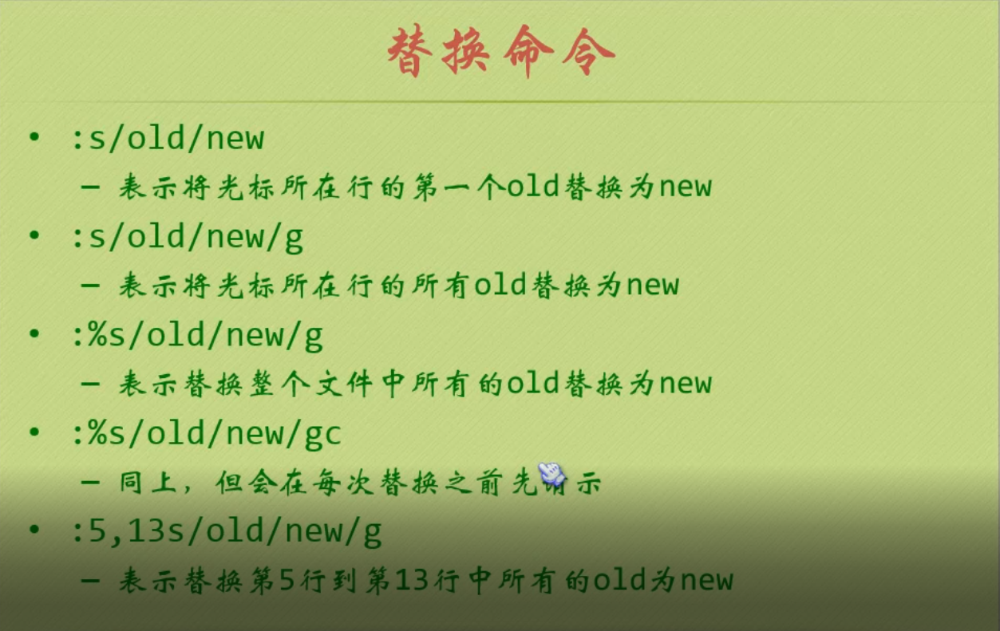 替换命令
• :s/old/new
– 表示将光标所在行的第一个old替换为new
• :s/old/new/g
– 表示将光标所在行的所有old替换为new
• :%s/old/new/g
– 表示替换整个文件中所有的old替换为new
• :%s/old/new/gc
– 同上，但会在每次替换之前先请示
• :5,13s/old/new/g
– 表示替换第5行到第13行中所有的old为new